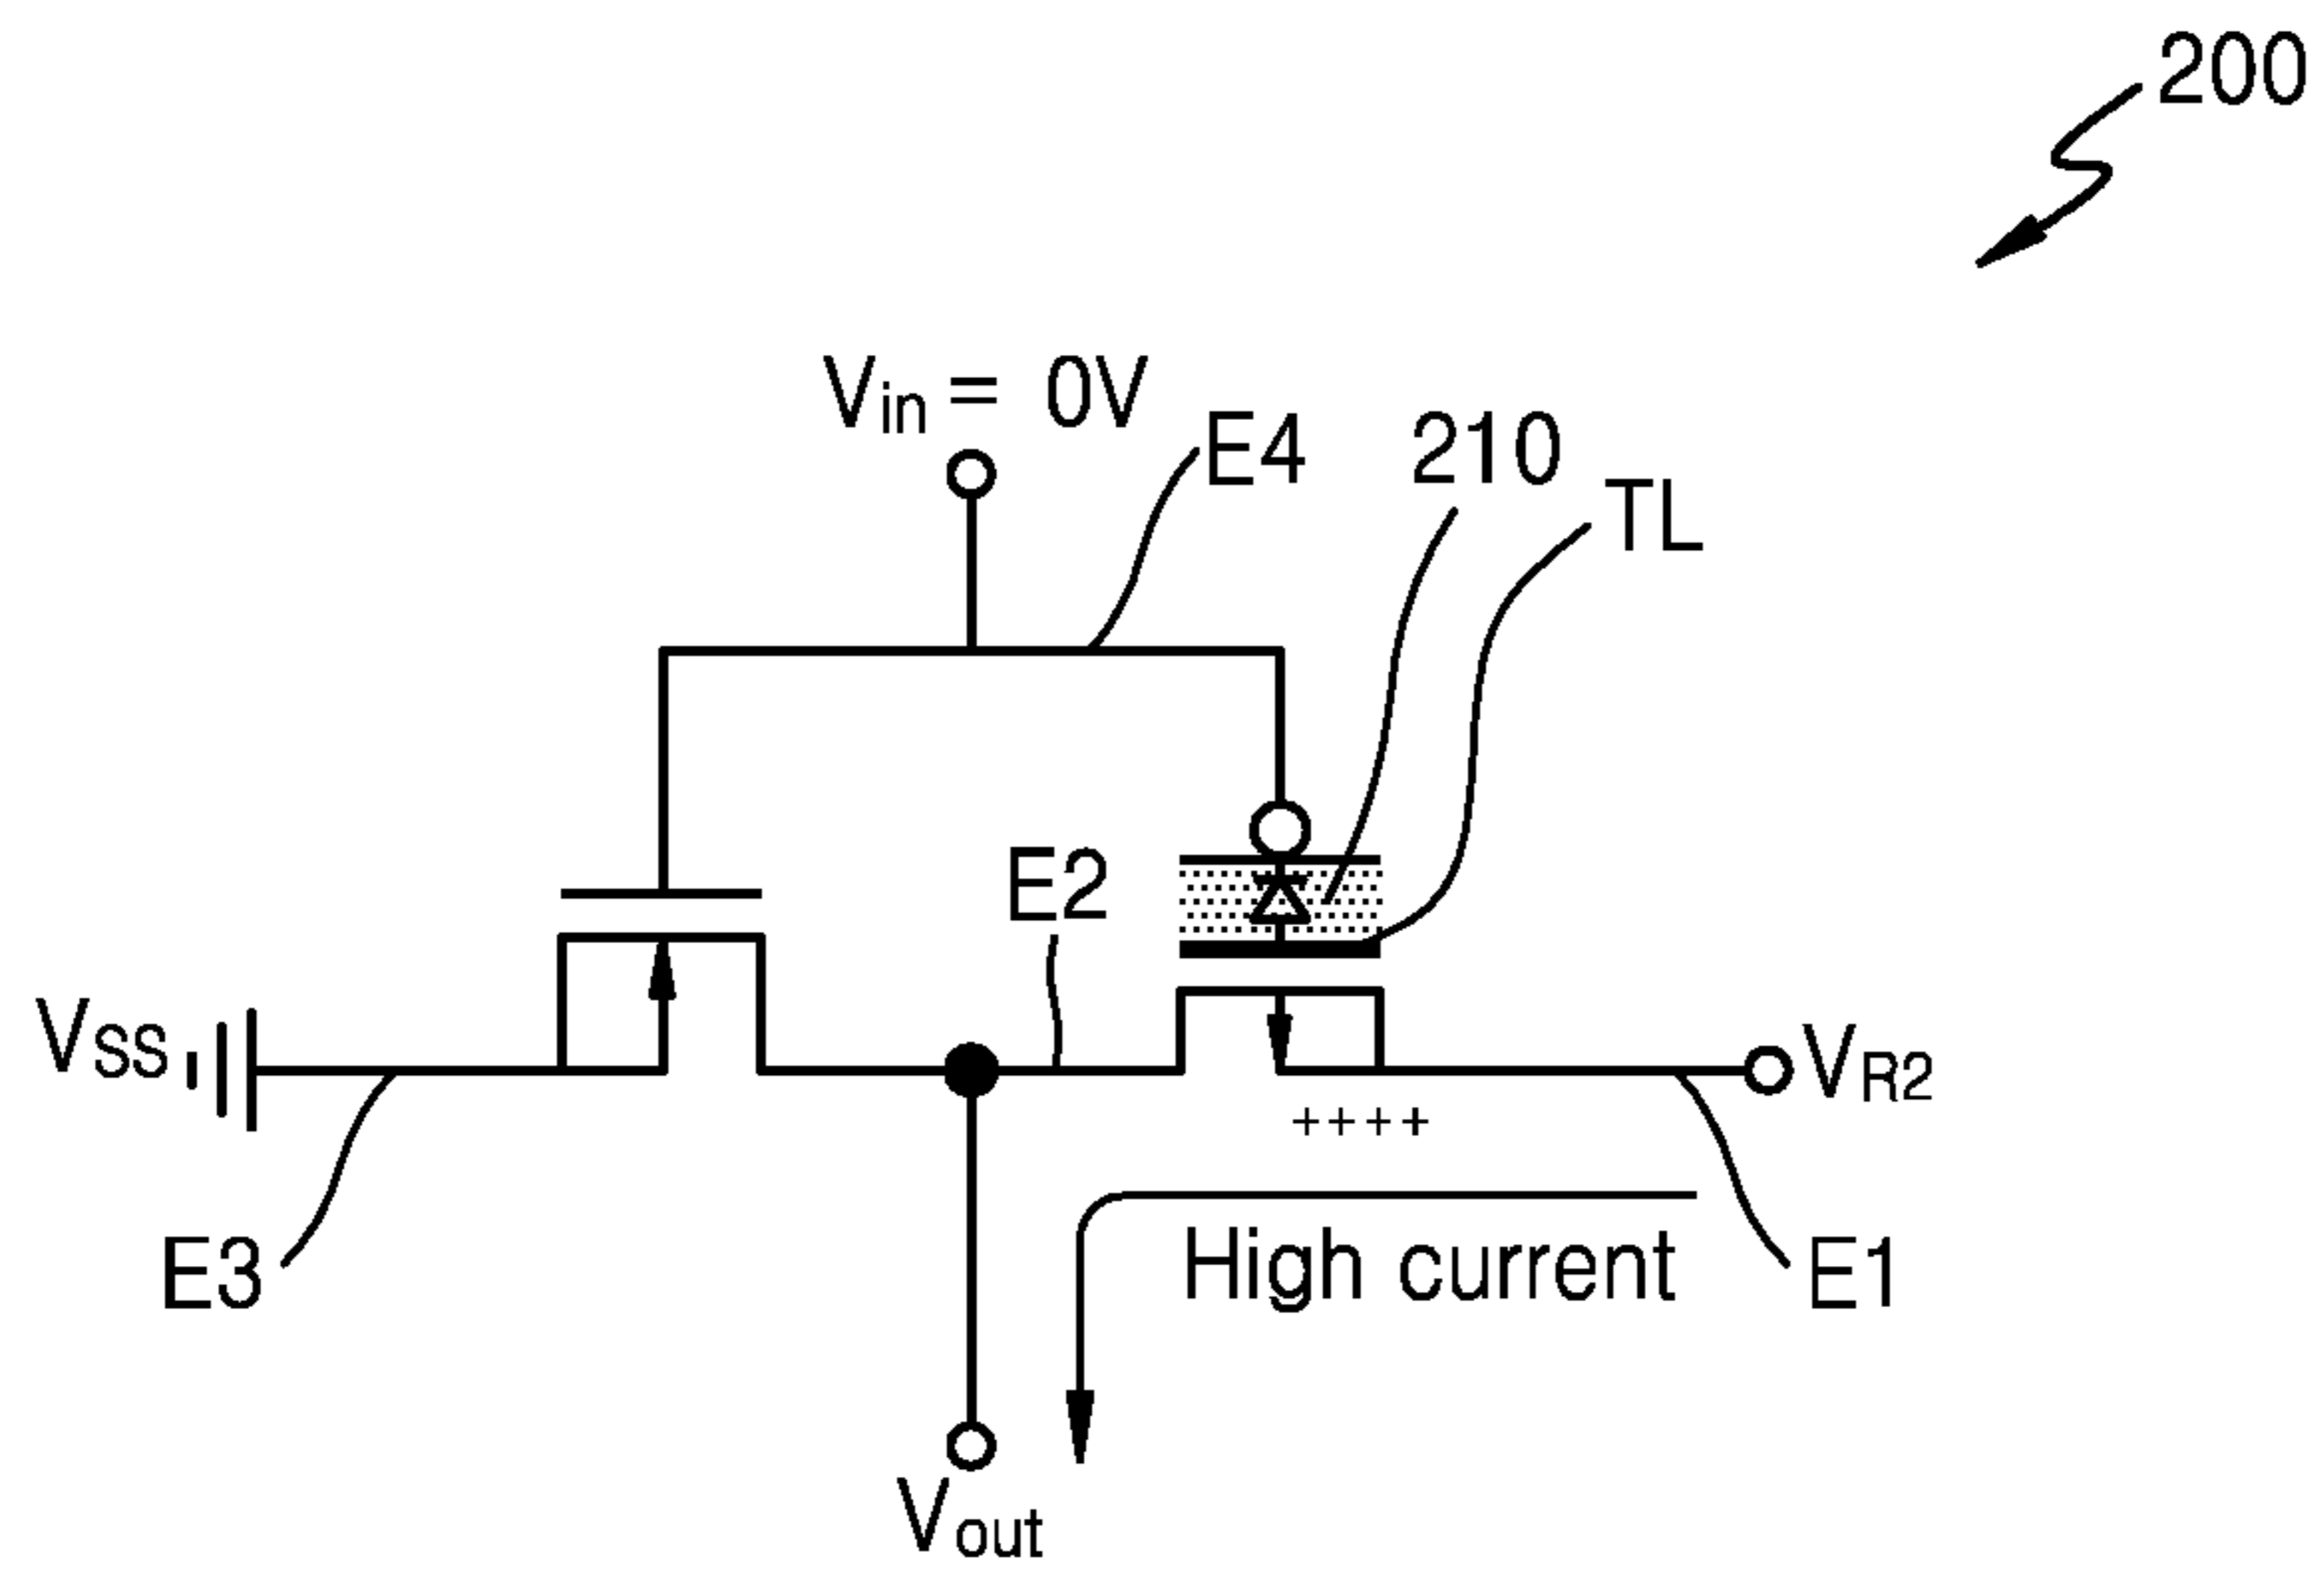 200
Vin = 0V
E4
210
TL
E2
VSS
VR2
++++
High current
E3
E1
Vout